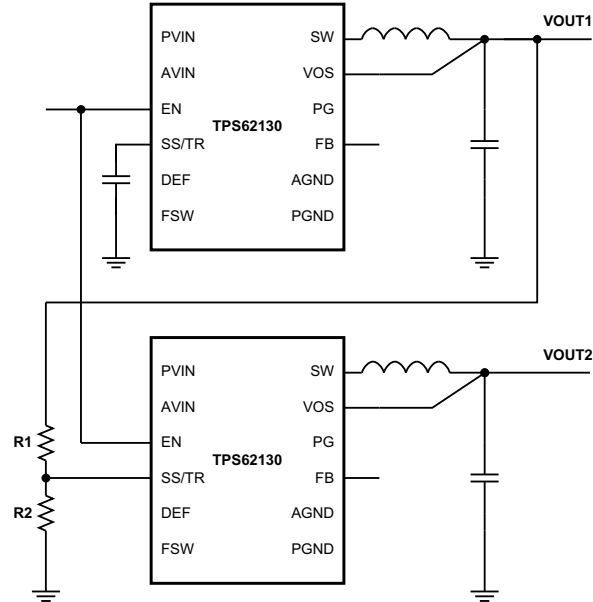 VOUT1
PVIN SW
AVIN VOS
EN PG
TPS62130
SS/TR FB
DEF AGND
FSW PGND
VOUT2
PVIN SW
AVIN VOS
R1 EN PG
TPS62130
SS/TR FB
R2 DEF AGND
FSW PGND